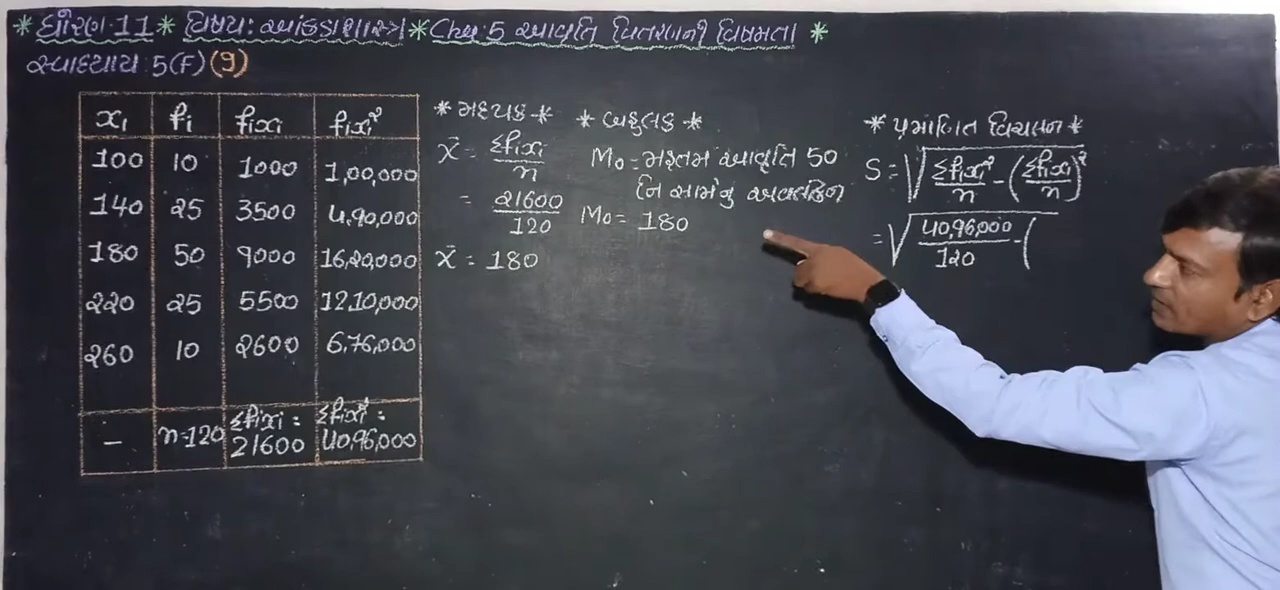 * ધોરણ:11 * વિષય: આંકડાશાસ્ત્ર * Ch:5 આવૃત્તિ વિતરણની વિષમતા *
સ્વાધ્યાય: 5(F) (9)
xi fi fixi fixi²
100 10 1000 1,00,000
140 25 3500 4,90,000
180 50 9000 16,20,000
220 25 5500 12,10,000
260 10 2600 6,76,000
— n=120 Σfixi = 21600 Σfixi² = 40,96,000
* મધ્યક *
x̄ = Σfixi / n
= 21600 / 120
x̄ = 180
* બહુલક *
Mo = મહત્તમ આવૃત્તિ 50
ની સામેનું અવલોકન
Mo = 180
* પ્રમાણિત વિચલન *
S = √ Σfixi² / n - (Σfixi / n)²
= √ 40,96,000 / 120 - (